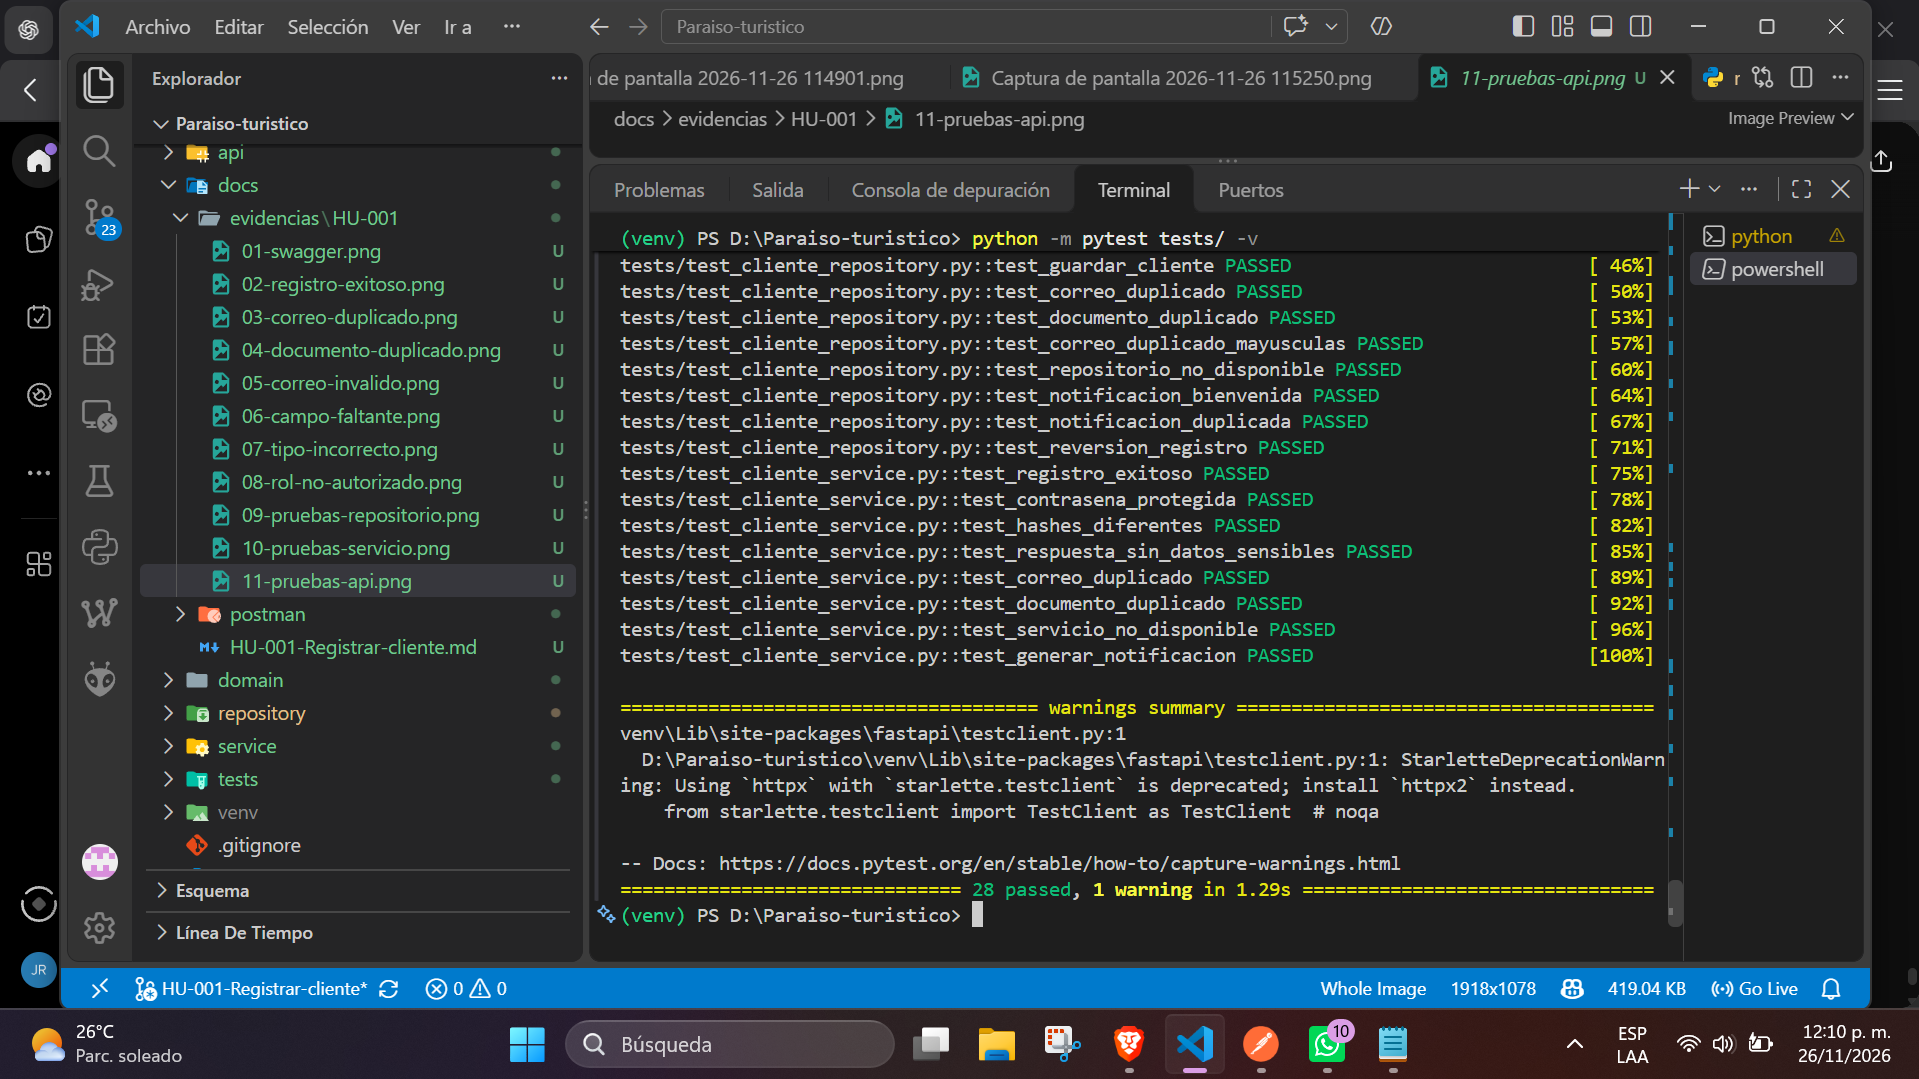 Archivo Editar Selección Ver Ir a ...
Paraiso-turistico
Explorador
Paraiso-turistico
api
docs
evidencias\HU-001
01-swagger.png U
02-registro-exitoso.png U
03-correo-duplicado.png U
04-documento-duplicado.png U
05-correo-invalido.png U
06-campo-faltante.png U
07-tipo-incorrecto.png U
08-rol-no-autorizado.png U
09-pruebas-repositorio.png U
10-pruebas-servicio.png U
11-pruebas-api.png U
postman
HU-001-Registrar-cliente.md U
domain
repository
service
tests
venv
.gitignore
Esquema
Línea De Tiempo
23
JR
de pantalla 2026-11-26 114901.png
Captura de pantalla 2026-11-26 115250.png
11-pruebas-api.png U
r
docs > evidencias > HU-001 > 11-pruebas-api.png
Image Preview
Problemas Salida Consola de depuración Terminal Puertos
python
powershell
(venv) PS D:\Paraiso-turistico> python -m pytest tests/ -v
tests/test_cliente_repository.py::test_guardar_cliente PASSED [ 46%]
tests/test_cliente_repository.py::test_correo_duplicado PASSED [ 50%]
tests/test_cliente_repository.py::test_documento_duplicado PASSED [ 53%]
tests/test_cliente_repository.py::test_correo_duplicado_mayusculas PASSED [ 57%]
tests/test_cliente_repository.py::test_repositorio_no_disponible PASSED [ 60%]
tests/test_cliente_repository.py::test_notificacion_bienvenida PASSED [ 64%]
tests/test_cliente_repository.py::test_notificacion_duplicada PASSED [ 67%]
tests/test_cliente_repository.py::test_reversion_registro PASSED [ 71%]
tests/test_cliente_service.py::test_registro_exitoso PASSED [ 75%]
tests/test_cliente_service.py::test_contrasena_protegida PASSED [ 78%]
tests/test_cliente_service.py::test_hashes_diferentes PASSED [ 82%]
tests/test_cliente_service.py::test_respuesta_sin_datos_sensibles PASSED [ 85%]
tests/test_cliente_service.py::test_correo_duplicado PASSED [ 89%]
tests/test_cliente_service.py::test_documento_duplicado PASSED [ 92%]
tests/test_cliente_service.py::test_servicio_no_disponible PASSED [ 96%]
tests/test_cliente_service.py::test_generar_notificacion PASSED [100%]
====================================== warnings summary ======================================
venv\Lib\site-packages\fastapi\testclient.py:1
D:\Paraiso-turistico\venv\Lib\site-packages\fastapi\testclient.py:1: StarletteDeprecationWarn
ing: Using `httpx` with `starlette.testclient` is deprecated; install `httpx2` instead.
from starlette.testclient import TestClient as TestClient # noqa
-- Docs: https://docs.pytest.org/en/stable/how-to/capture-warnings.html
=============================== 28 passed, 1 warning in 1.29s ================================
(venv) PS D:\Paraiso-turistico>
HU-001-Registrar-cliente* 0 0
Whole Image 1918x1078 419.04 KB Go Live
26°C
Parc. soleado
Búsqueda
10
ESP
LAA
12:10 p. m.
26/11/2026